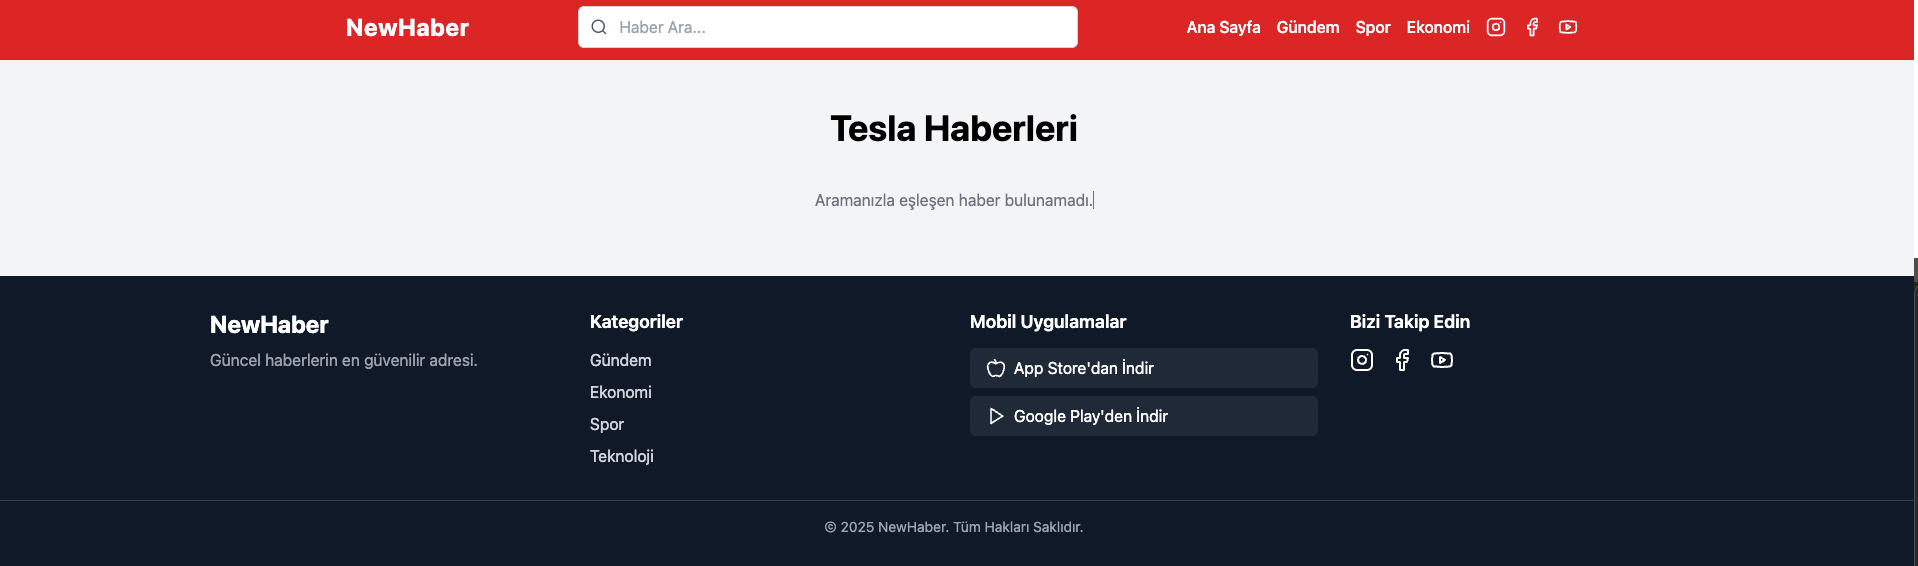 NewHaber
Haber Ara...
Ana Sayfa Gündem Spor Ekonomi
Tesla Haberleri
Aramanızla eşleşen haber bulunamadı.
NewHaber
Güncel haberlerin en güvenilir adresi.
Kategoriler
Gündem
Ekonomi
Spor
Teknoloji
Mobil Uygulamalar
App Store'dan İndir
Google Play'den İndir
Bizi Takip Edin
© 2025 NewHaber. Tüm Hakları Saklıdır.